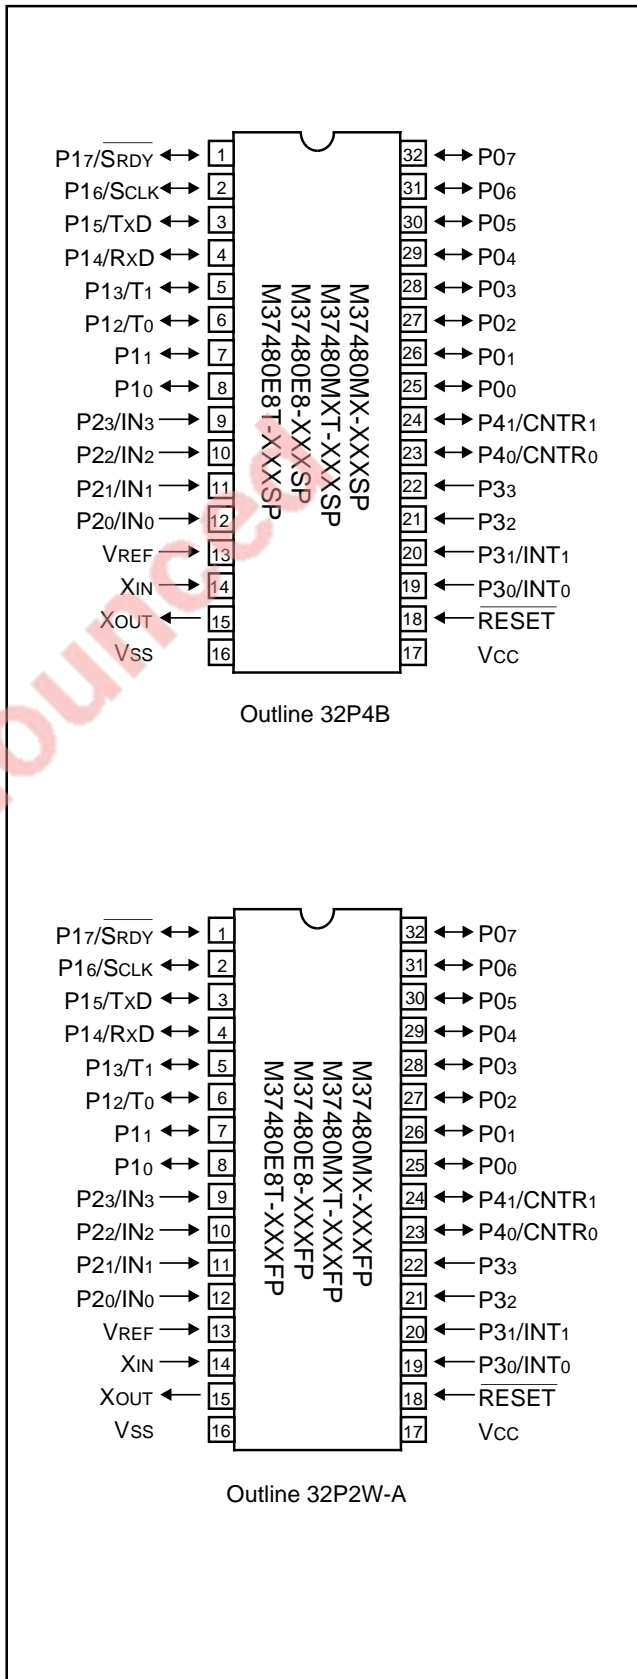 P17/SRDY 1 32 P07
P16/SCLK 2 31 P06
P15/TxD 3 30 P05
P14/RxD 4 29 P04
P13/T1 5 28 P03
P12/T0 6 27 P02
P11 7 26 P01
P10 8 25 P00
P23/IN3 9 24 P41/CNTR1
P22/IN2 10 23 P40/CNTR0
P21/IN1 11 22 P33
P20/IN0 12 21 P32
VREF 13 20 P31/INT1
XIN 14 19 P30/INT0
XOUT 15 18 RESET
VSS 16 17 VCC
M37480MX-XXXSP
M37480MXT-XXXSP
M37480E8-XXXSP
M37480E8T-XXXSP
Outline 32P4B
P17/SRDY 1 32 P07
P16/SCLK 2 31 P06
P15/TxD 3 30 P05
P14/RxD 4 29 P04
P13/T1 5 28 P03
P12/T0 6 27 P02
P11 7 26 P01
P10 8 25 P00
P23/IN3 9 24 P41/CNTR1
P22/IN2 10 23 P40/CNTR0
P21/IN1 11 22 P33
P20/IN0 12 21 P32
VREF 13 20 P31/INT1
XIN 14 19 P30/INT0
XOUT 15 18 RESET
VSS 16 17 VCC
M37480MX-XXXFP
M37480MXT-XXXFP
M37480E8-XXXFP
M37480E8T-XXXFP
Outline 32P2W-A
ounced